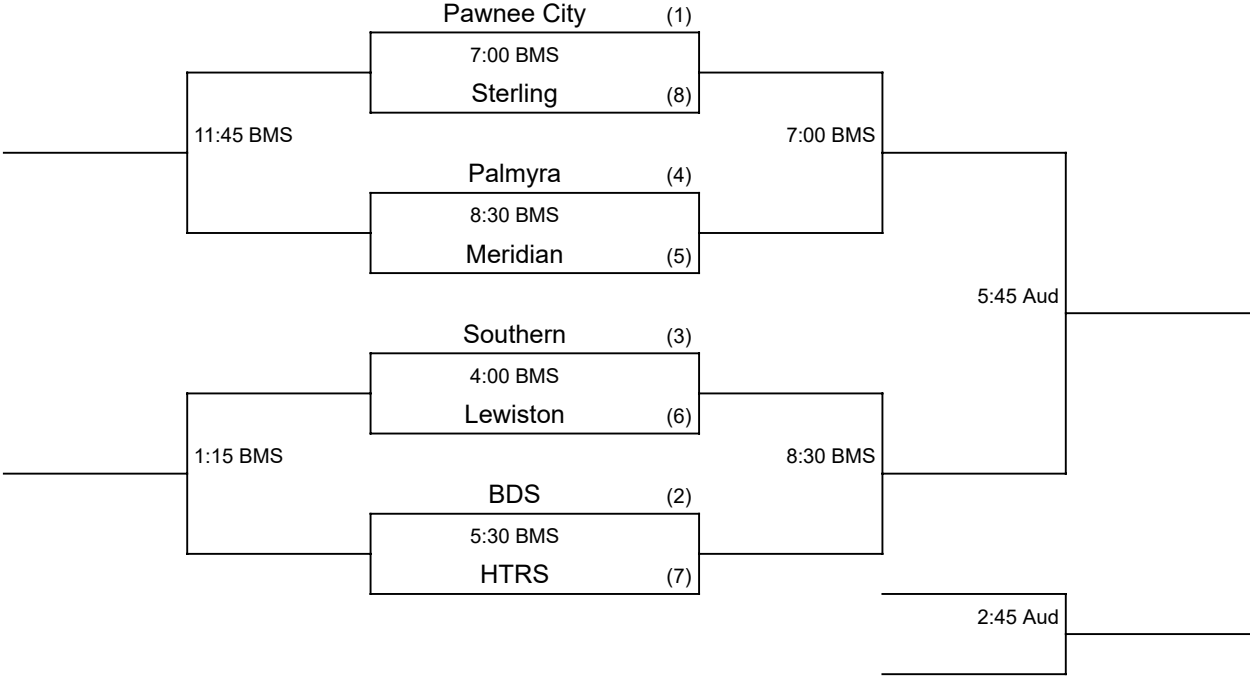 Pawnee City (1)
7:00 BMS
Sterling (8)
11:45 BMS
7:00 BMS
Palmyra (4)
8:30 BMS
Meridian (5)
5:45 Aud
Southern (3)
4:00 BMS
Lewiston (6)
1:15 BMS
8:30 BMS
BDS (2)
5:30 BMS
HTRS (7)
2:45 Aud